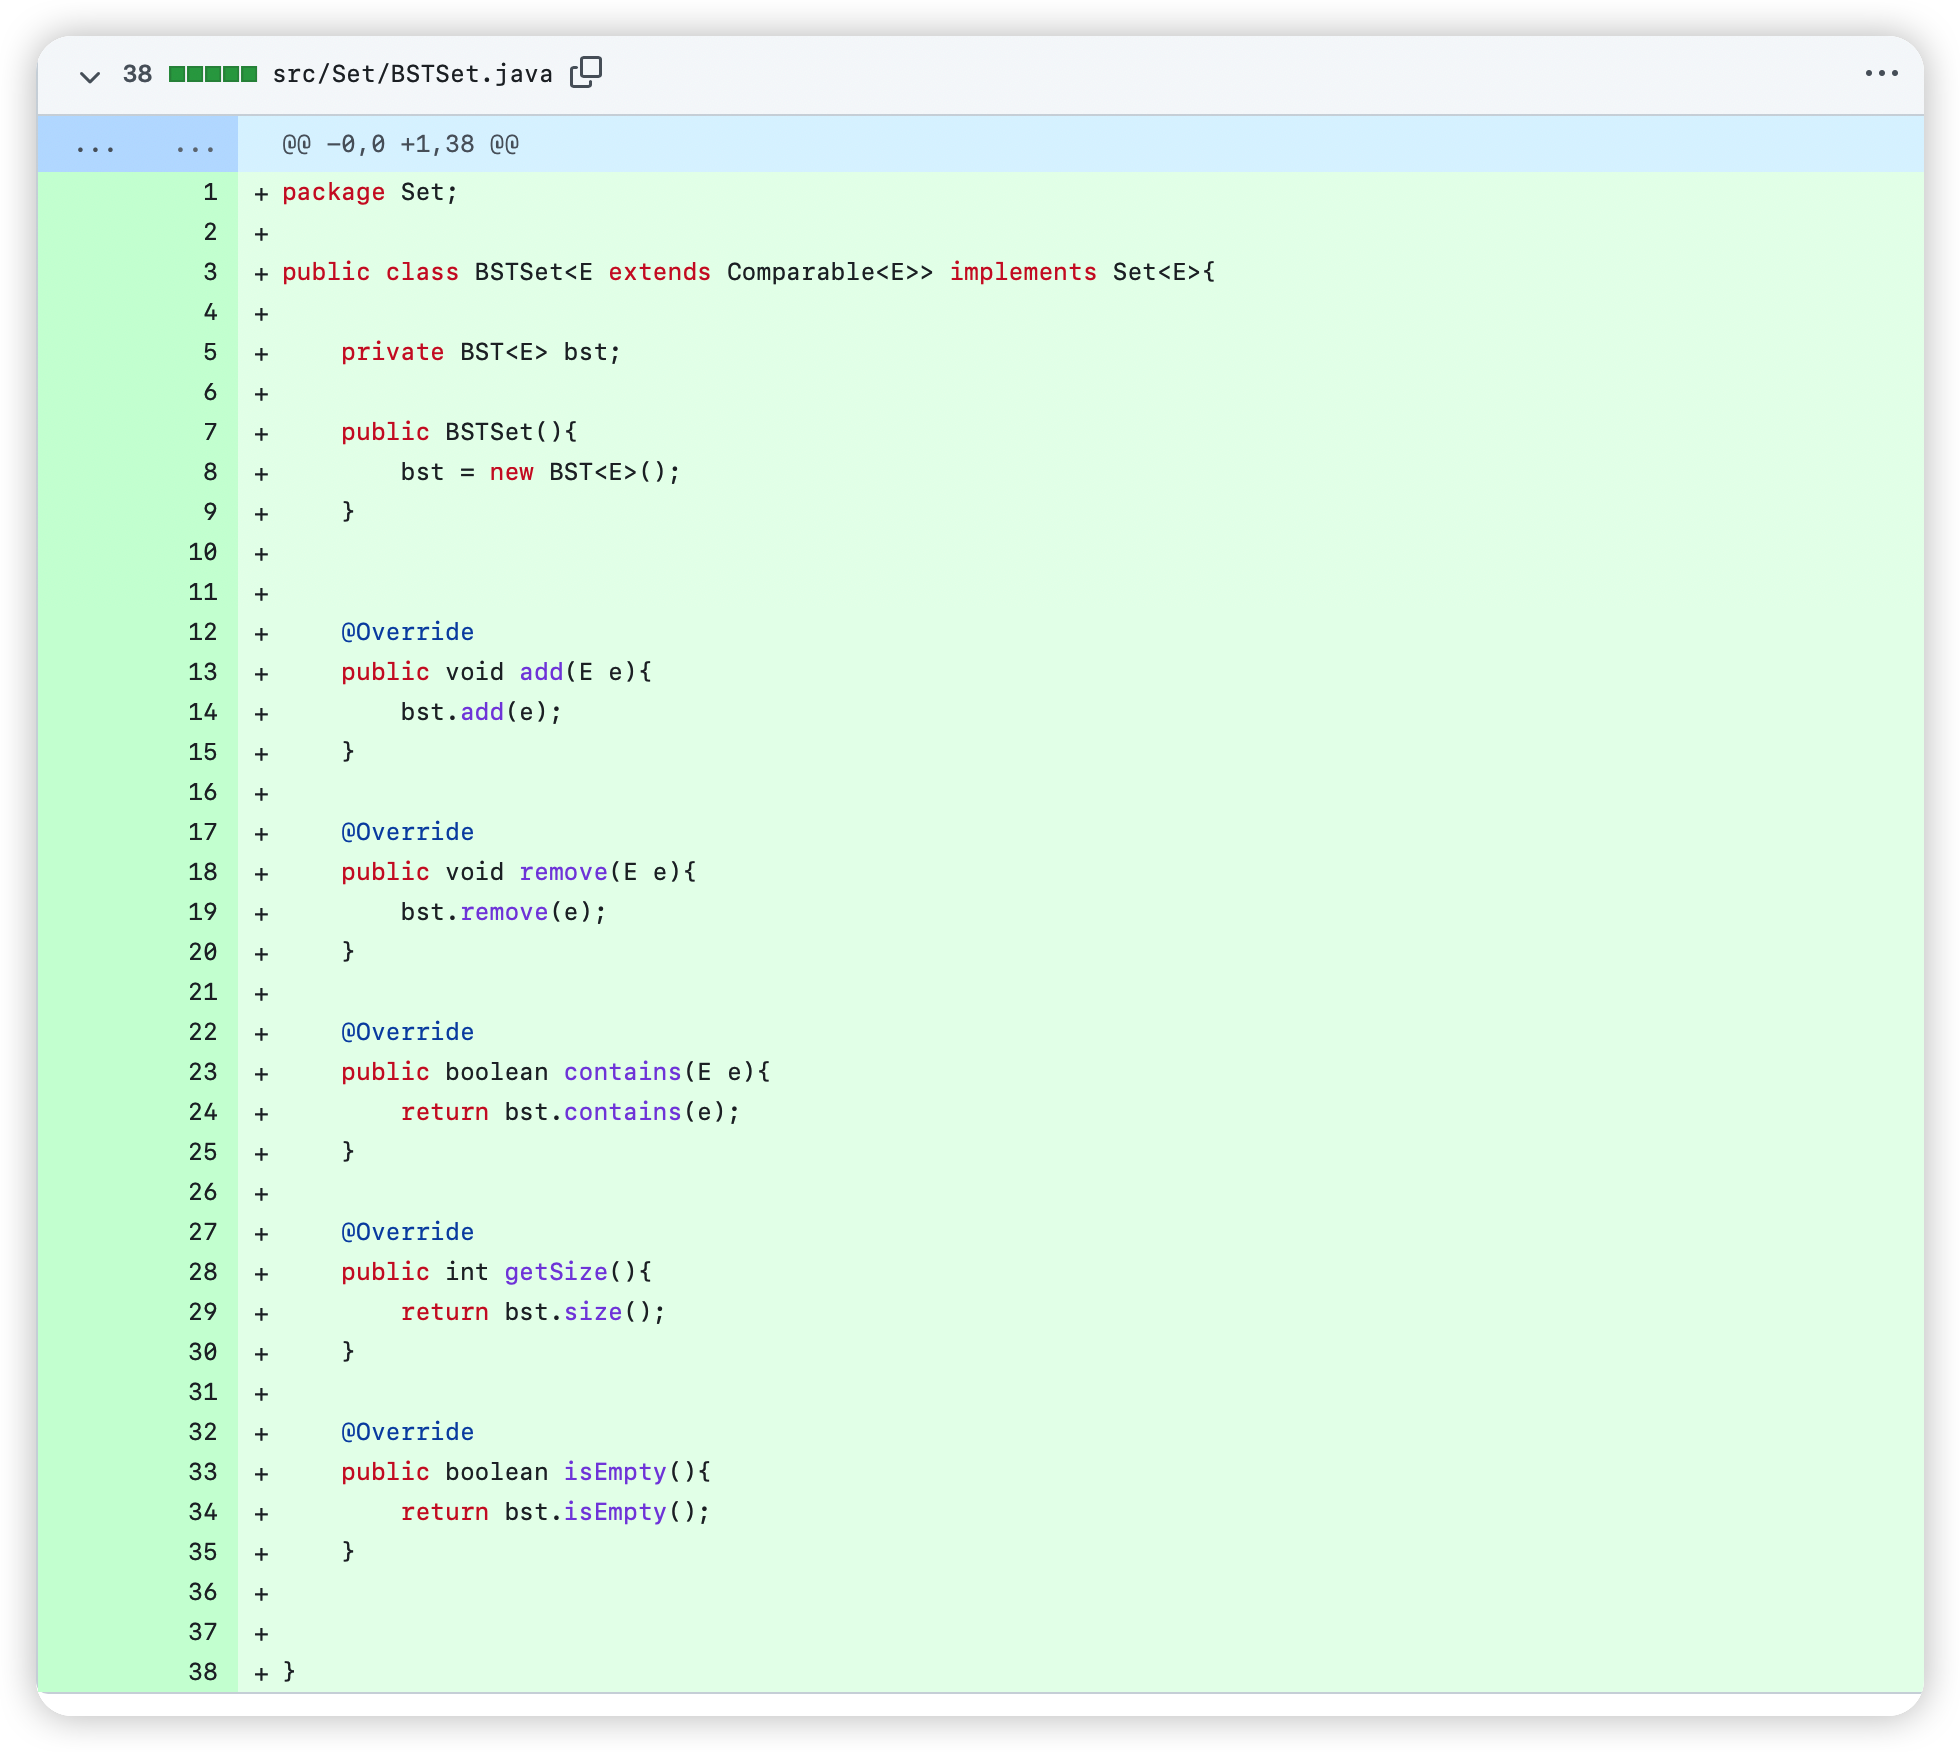 38 src/Set/BSTSet.java
... ... @@ -0,0 +1,38 @@
1 + package Set;
2 +
3 + public class BSTSet<E extends Comparable<E>> implements Set<E>{
4 +
5 +     private BST<E> bst;
6 +
7 +     public BSTSet(){
8 +         bst = new BST<E>();
9 +     }
10 +
11 +
12 +     @Override
13 +     public void add(E e){
14 +         bst.add(e);
15 +     }
16 +
17 +     @Override
18 +     public void remove(E e){
19 +         bst.remove(e);
20 +     }
21 +
22 +     @Override
23 +     public boolean contains(E e){
24 +         return bst.contains(e);
25 +     }
26 +
27 +     @Override
28 +     public int getSize(){
29 +         return bst.size();
30 +     }
31 +
32 +     @Override
33 +     public boolean isEmpty(){
34 +         return bst.isEmpty();
35 +     }
36 +
37 +
38 + }